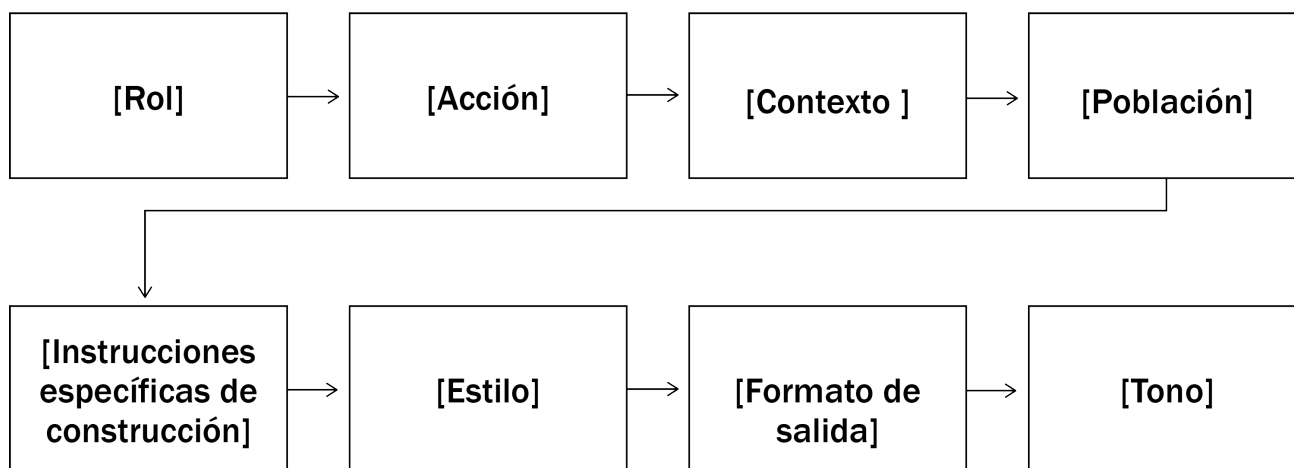 [Rol]
[Acción]
[Contexto ]
[Población]
[Instrucciones
específicas de
construcción]
[Estilo]
[Formato de
salida]
[Tono]